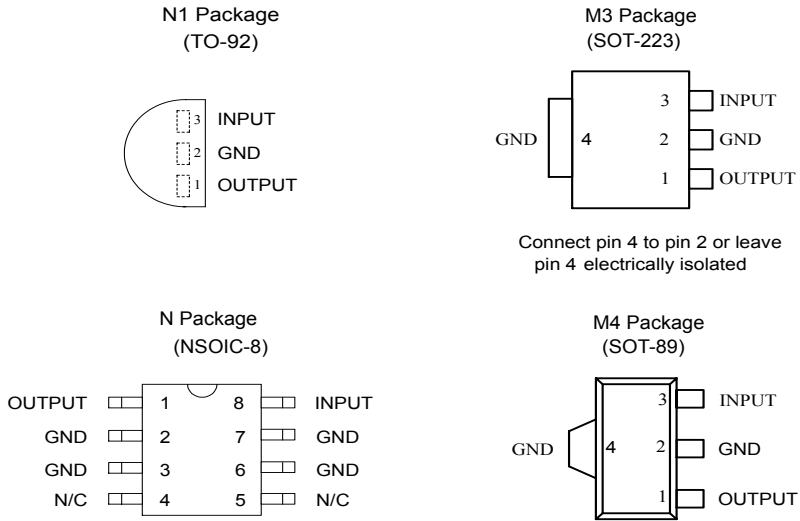 N1 Package
(TO-92)
3 INPUT
2 GND
1 OUTPUT
M3 Package
(SOT-223)
3 INPUT
GND 4 2 GND
1 OUTPUT
Connect pin 4 to pin 2 or leave
pin 4 electrically isolated
N Package
(NSOIC-8)
OUTPUT 1 8 INPUT
GND 2 7 GND
GND 3 6 GND
N/C 4 5 N/C
M4 Package
(SOT-89)
3 INPUT
GND 4 2 GND
1 OUTPUT